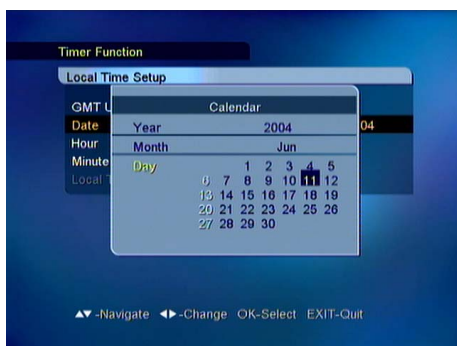 Timer Function
Local Time Setup
GMT U
Calendar
Date
Year 2004
04
Hour
Month Jun
Minute
Day 1 2 3 4 5
Local T
6 7 8 9 10 11 12
13 14 15 16 17 18 19
20 21 22 23 24 25 26
27 28 29 30
▲▼ -Navigate ◀▶ -Change OK-Select EXIT-Quit